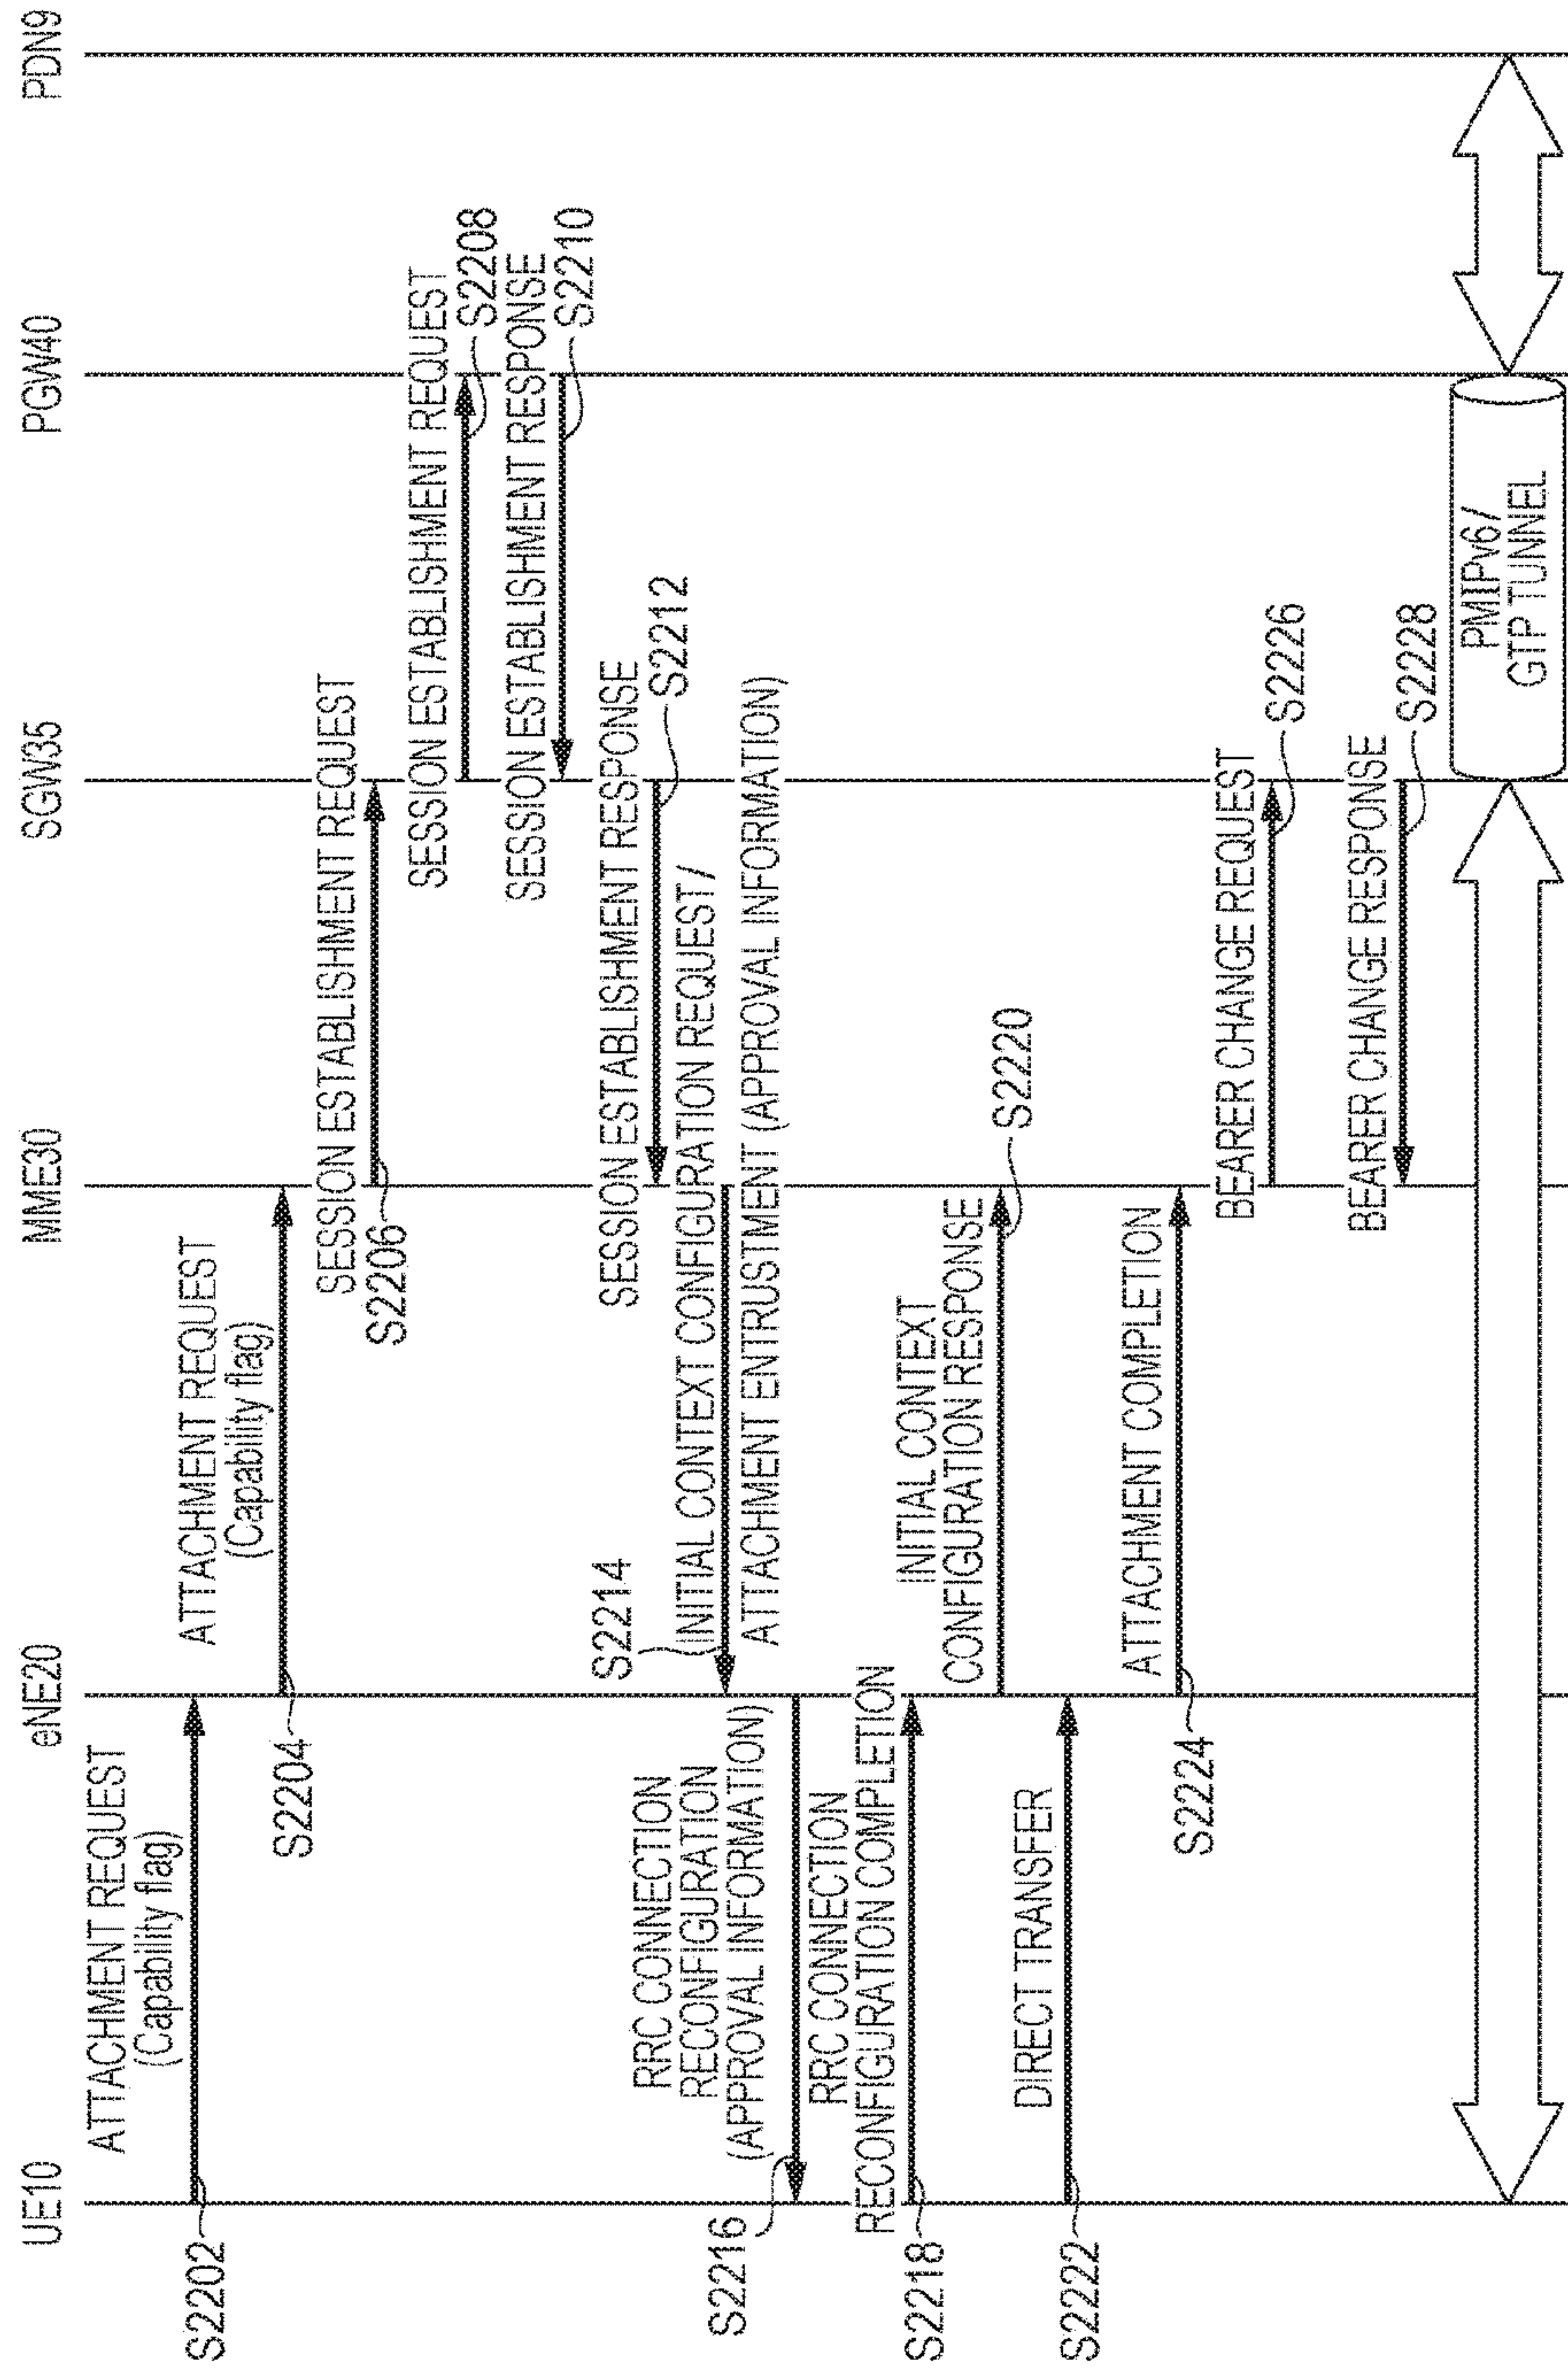 UE10
eNE20
MME30
SGW35
PGW40
PDN9
ATTACHMENT REQUEST
(Capability flag)
S2202
ATTACHMENT REQUEST
(Capability flag)
S2204
SESSION ESTABLISHMENT REQUEST
S2206
SESSION ESTABLISHMENT REQUEST
S2208
SESSION ESTABLISHMENT RESPONSE
S2210
SESSION ESTABLISHMENT RESPONSE
S2212
S2214
INITIAL CONTEXT CONFIGURATION REQUEST /
ATTACHMENT ENTRUSTMENT (APPROVAL INFORMATION)
RRC CONNECTION
RECONFIGURATION
(APPROVAL INFORMATION)
S2216
RRC CONNECTION
RECONFIGURATION COMPLETION
S2218
INITIAL CONTEXT
CONFIGURATION RESPONSE
S2220
DIRECT TRANSFER
S2222
ATTACHMENT COMPLETION
S2224
BEARER CHANGE REQUEST
S2226
BEARER CHANGE RESPONSE
S2228
PMIPv6/
GTP TUNNEL